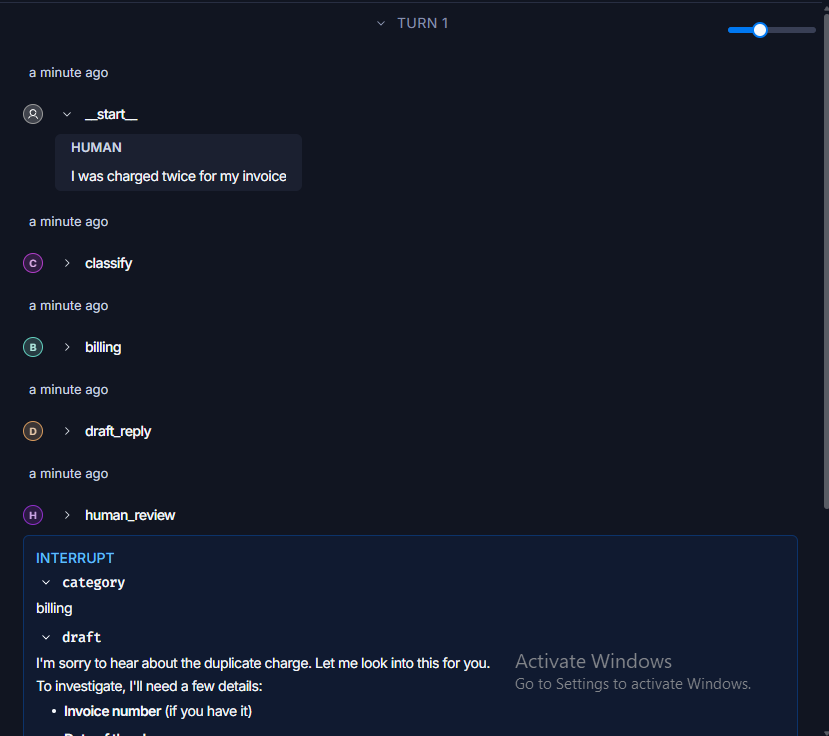 TURN 1
a minute ago
__start__
HUMAN
I was charged twice for my invoice
a minute ago
C classify
a minute ago
B billing
a minute ago
D draft_reply
a minute ago
H human_review
INTERRUPT
category
billing
draft
I'm sorry to hear about the duplicate charge. Let me look into this for you.
To investigate, I'll need a few details:
• Invoice number (if you have it)
Activate Windows
Go to Settings to activate Windows.